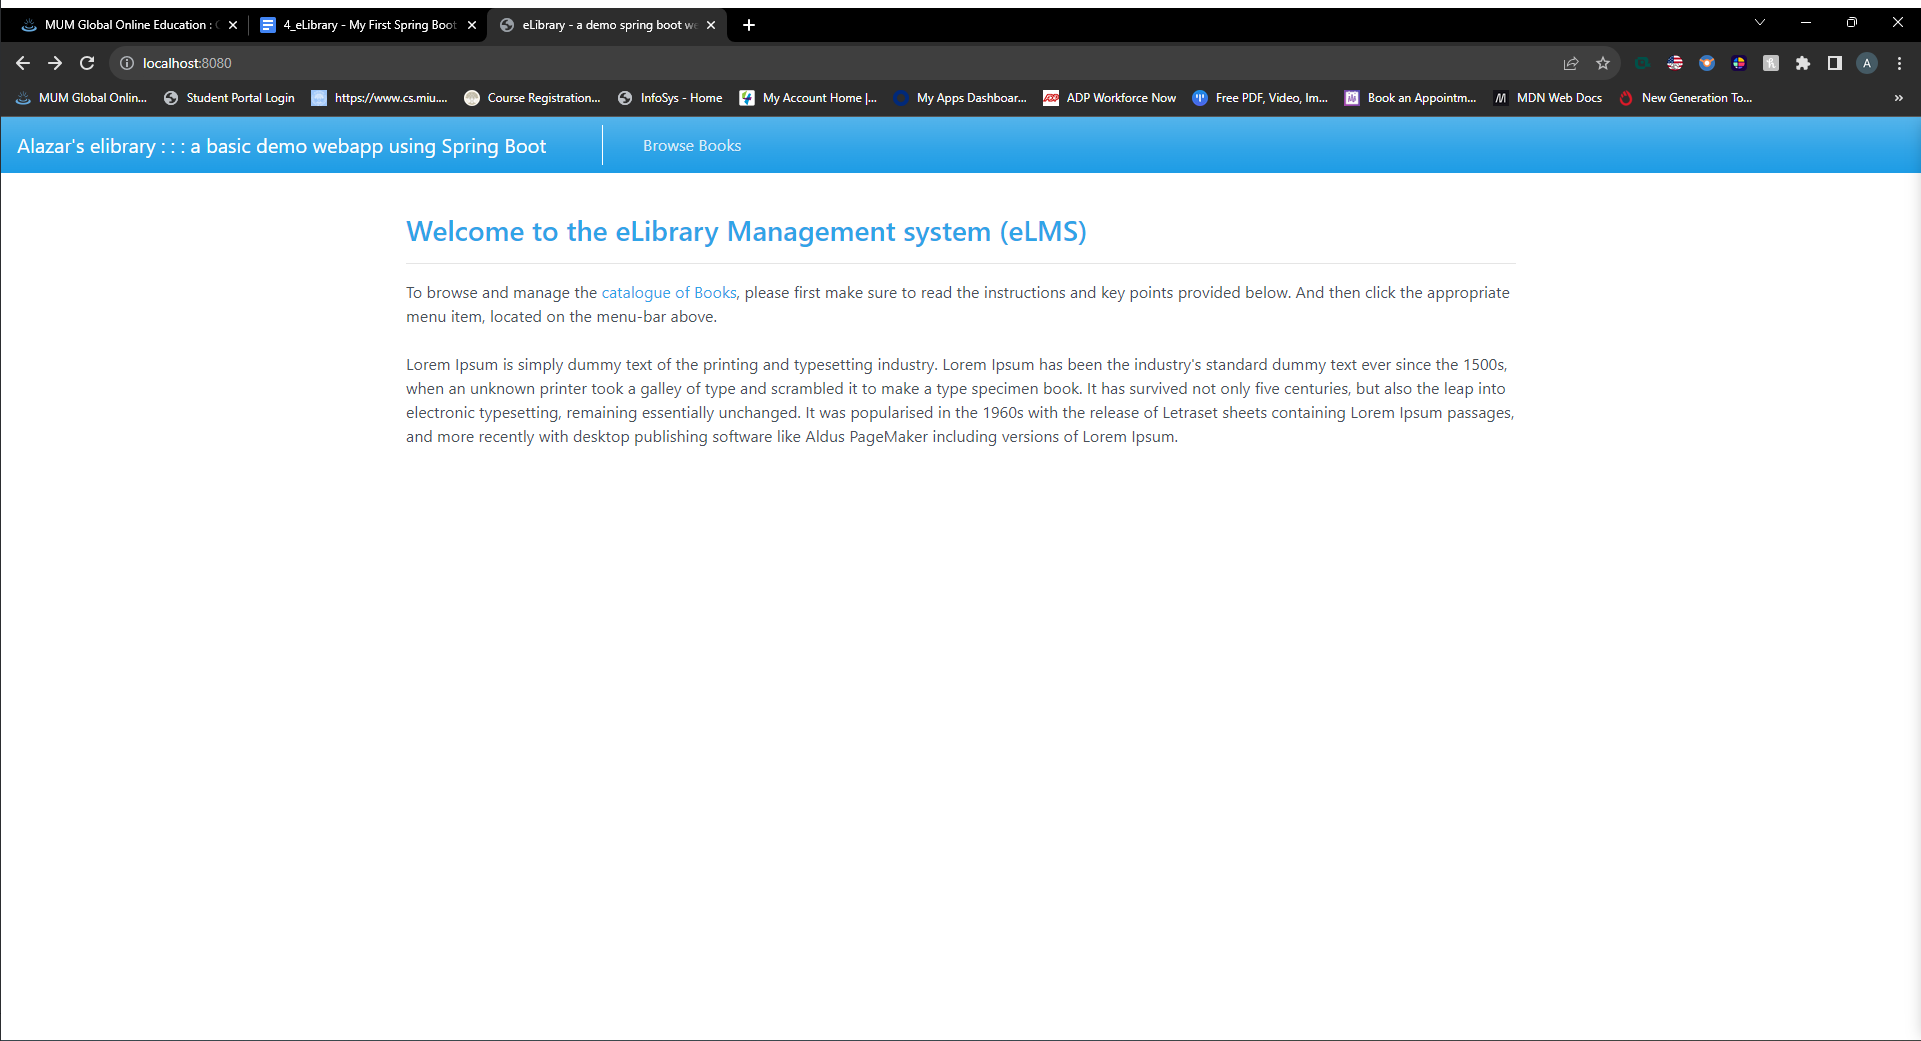 MUM Global Online Education :
4_eLibrary - My First Spring Boot
eLibrary - a demo spring boot we
localhost:8080
A
MUM Global Onlin...
Student Portal Login
https://www.cs.miu....
Course Registration...
InfoSys - Home
My Account Home |...
My Apps Dashboar...
ADP Workforce Now
Free PDF, Video, Im...
Book an Appointm...
MDN Web Docs
New Generation To...
»
Alazar's elibrary : : : a basic demo webapp using Spring Boot
Browse Books
Welcome to the eLibrary Management system (eLMS)
To browse and manage the catalogue of Books, please first make sure to read the instructions and key points provided below. And then click the appropriate
menu item, located on the menu-bar above.
Lorem Ipsum is simply dummy text of the printing and typesetting industry. Lorem Ipsum has been the industry's standard dummy text ever since the 1500s,
when an unknown printer took a galley of type and scrambled it to make a type specimen book. It has survived not only five centuries, but also the leap into
electronic typesetting, remaining essentially unchanged. It was popularised in the 1960s with the release of Letraset sheets containing Lorem Ipsum passages,
and more recently with desktop publishing software like Aldus PageMaker including versions of Lorem Ipsum.